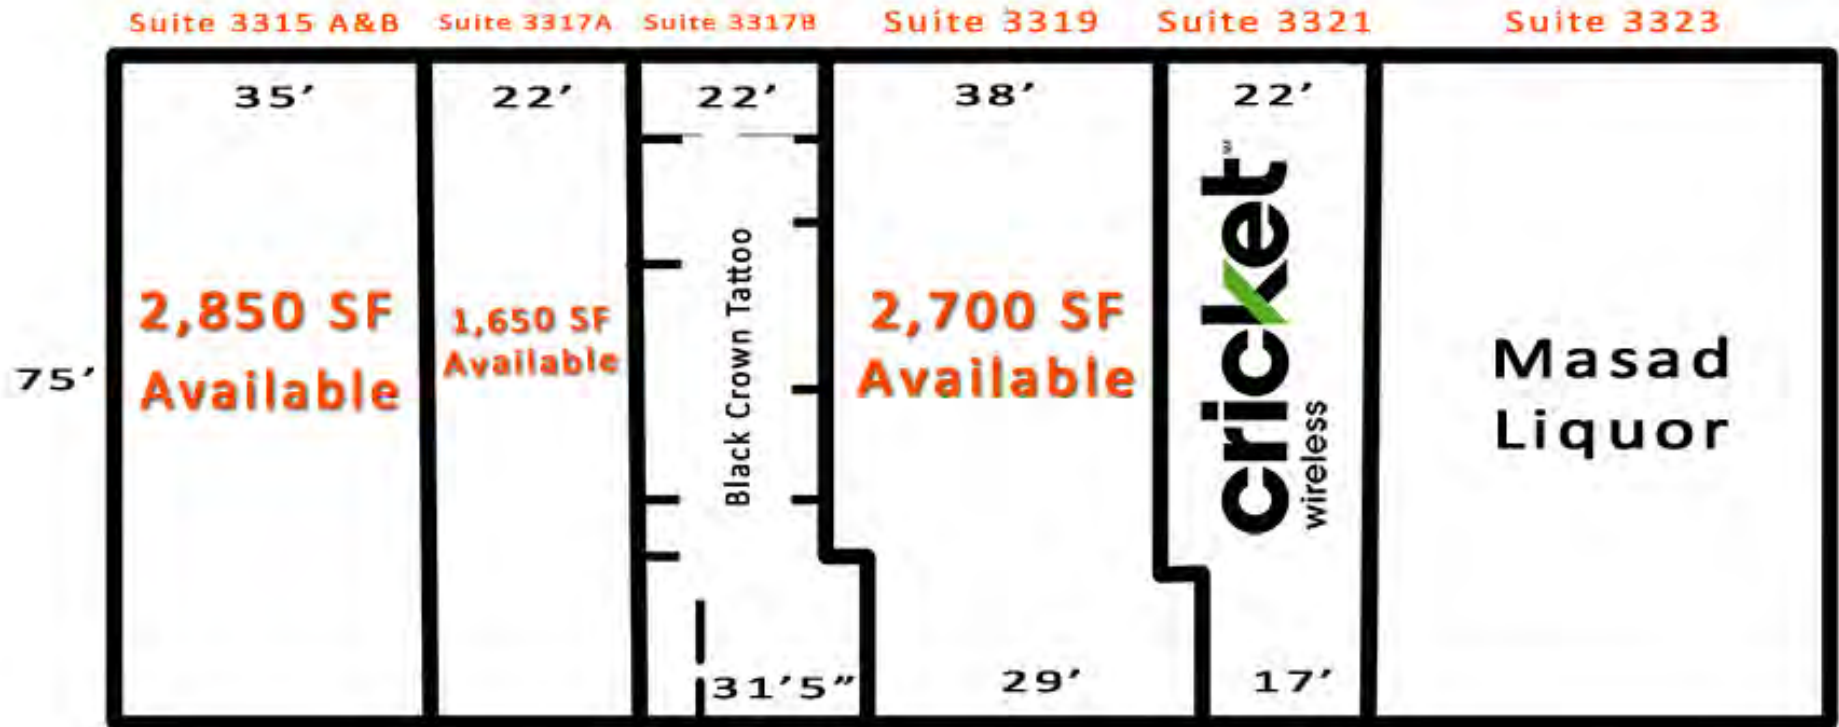 Suite 3315 A&B
Suite 3317A
Suite 3317B
Suite 3319
Suite 3321
Suite 3323
35’
22’
22’
38’
22’
2,850 SF
Available
1,650 SF
Available
Black Crown Tattoo
2,700 SF
Available
cricket
wireless
Masad
Liquor
75’
31’5”
29’
17’